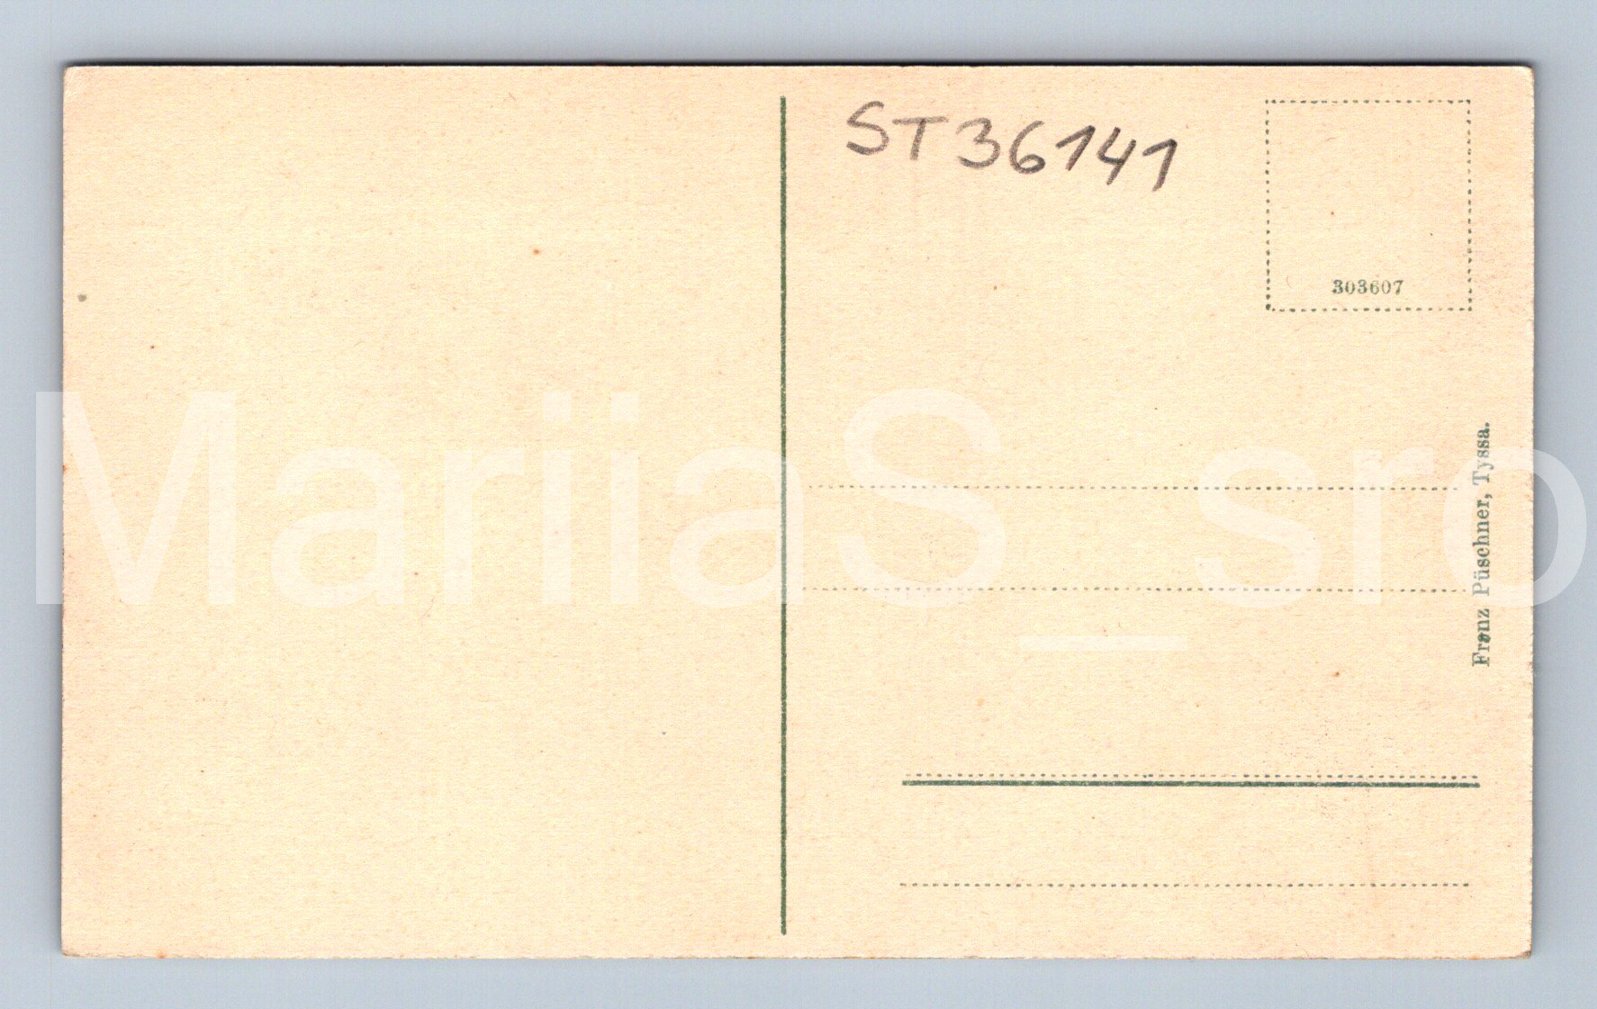 ST36141
303607
Franz Püschner, Tyssa.
MariiaS_sro